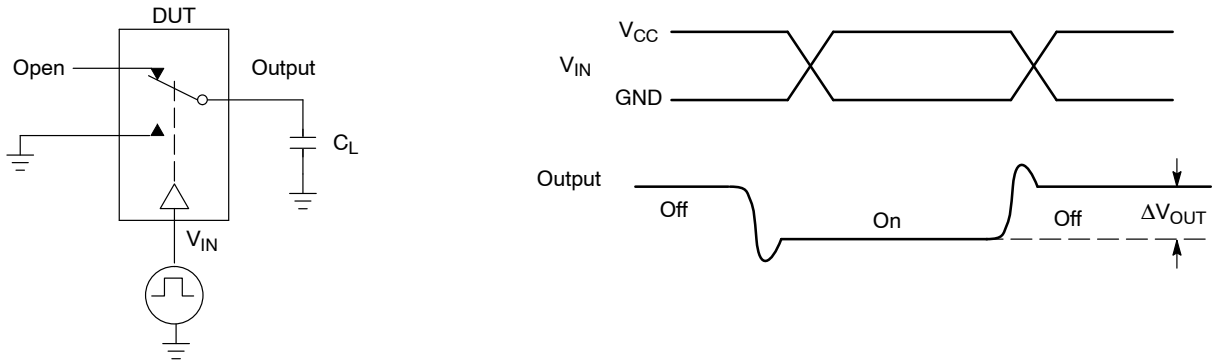 DUT
Open
Output
C_L
V_IN
V_CC
V_IN
GND
Output
Off
On
Off
ΔV_OUT